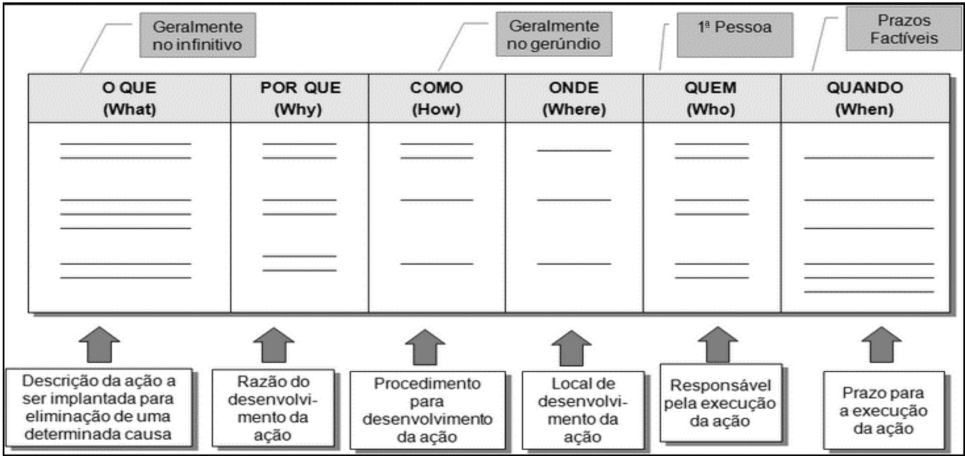 Geralmente
no infinitivo
Geralmente
no gerúndio
1ª Pessoa
Prazos
Factíveis
O QUE
(What)
POR QUE
(Why)
COMO
(How)
ONDE
(Where)
QUEM
(Who)
QUANDO
(When)
Descrição da ação a
ser implantada para
eliminação de uma
determinada causa
Razão do
desenvolvi-
mento da
ação
Procedimento
para
desenvolvimento
da ação
Local de
desenvolvi-
mento da
ação
Responsável
pela execução
da ação
Prazo para
a execução
da ação